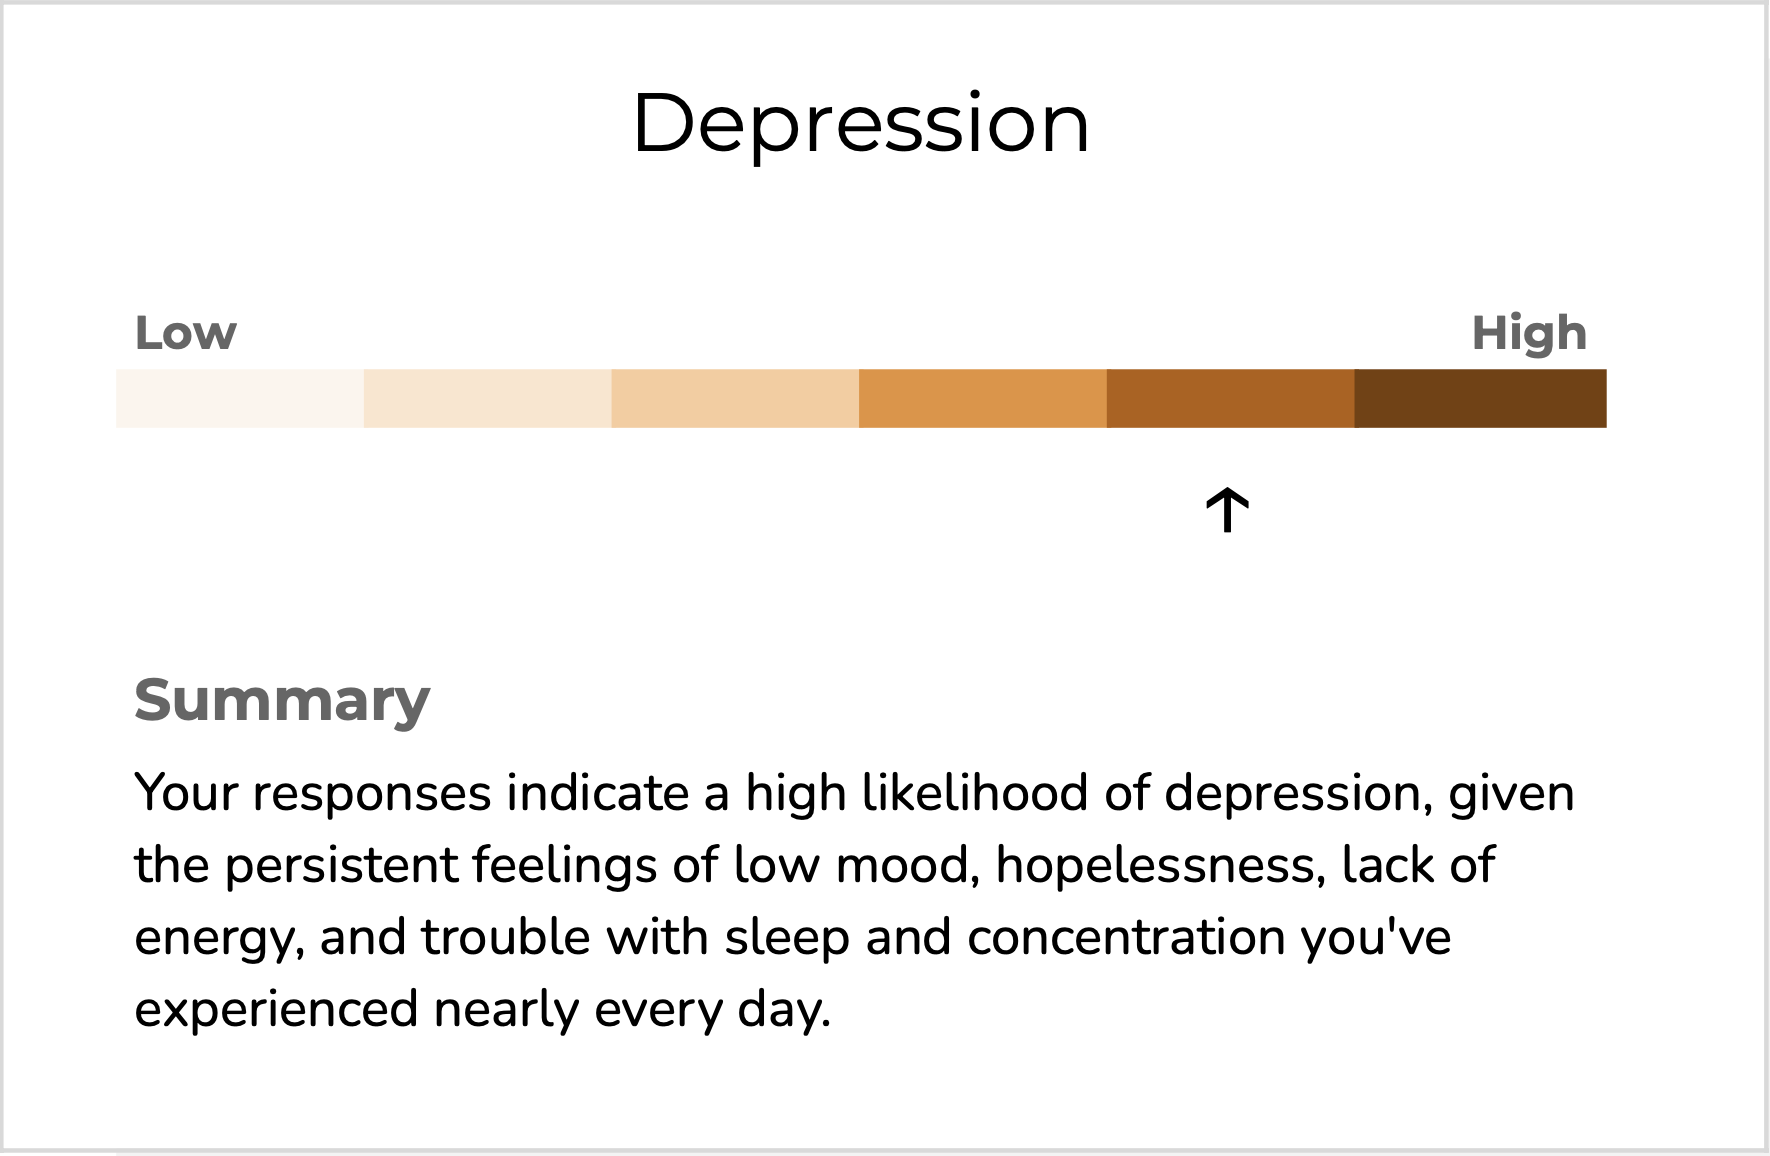 Depression
Low High
Summary
Your responses indicate a high likelihood of depression, given
the persistent feelings of low mood, hopelessness, lack of
energy, and trouble with sleep and concentration you've
experienced nearly every day.